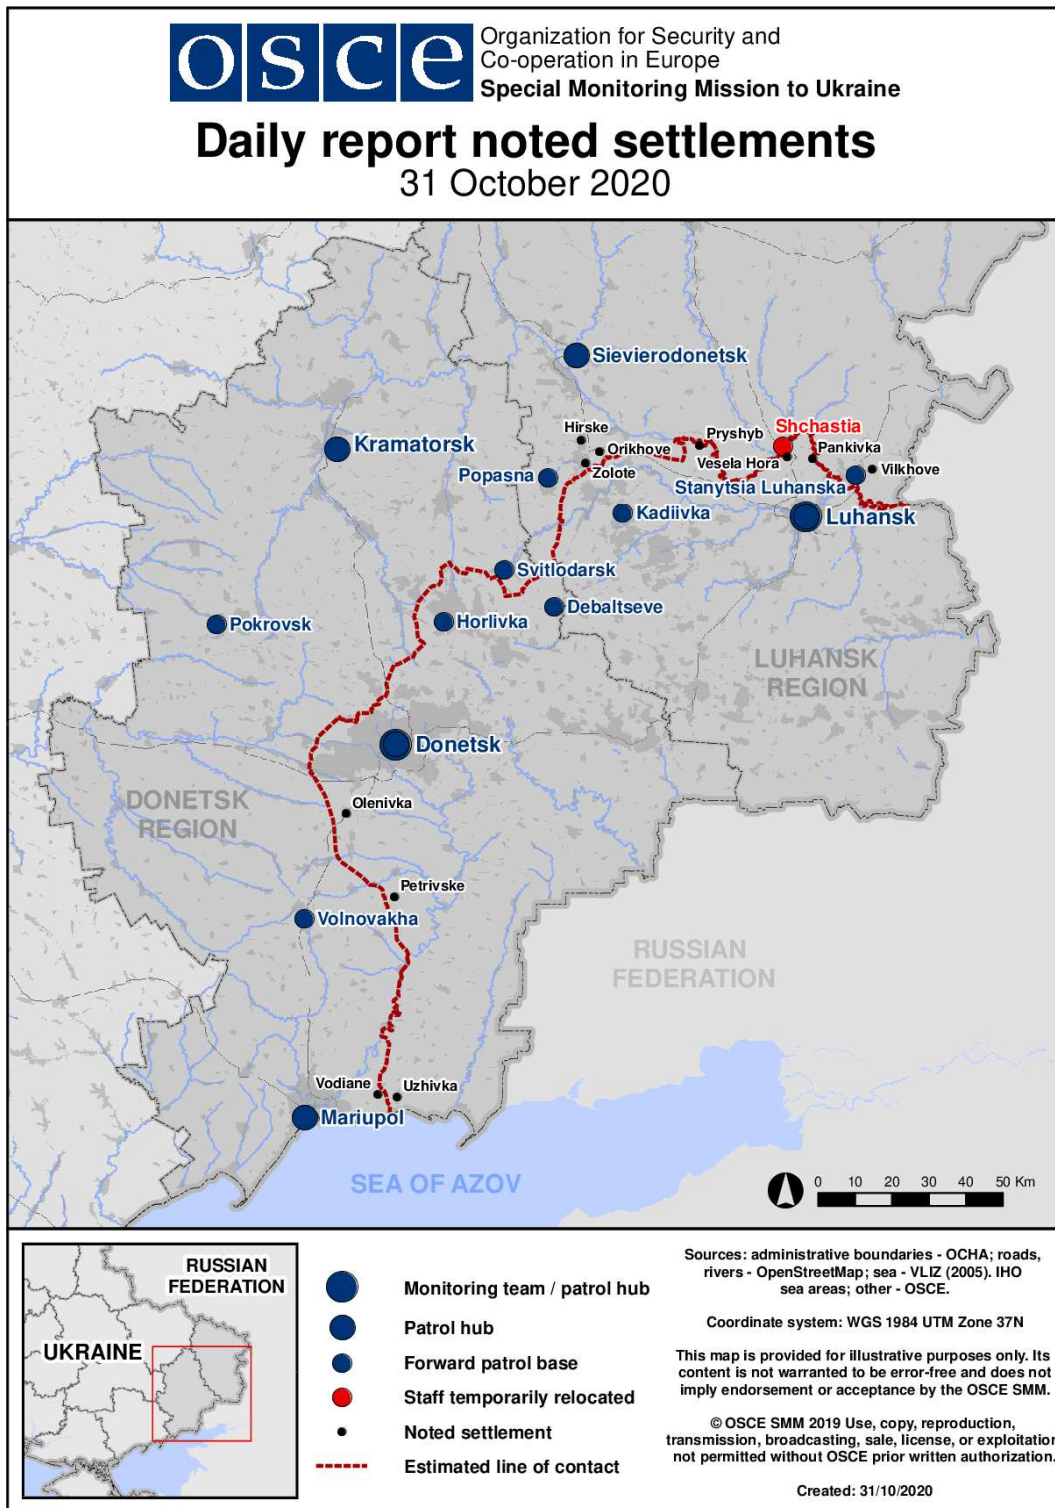 osce
Organization for Security and
Co-operation in Europe
Special Monitoring Mission to Ukraine
Daily report noted settlements
31 October 2020
Sievierodonetsk
Shchastia
Hirske
Pryshyb
Kramatorsk
Orikhove
Pankivka
Vesela Hora
Popasna
Zolote
Vilkhove
Stanytsia Luhanska
Kadiivka
Luhansk
Svitlodarsk
Debaltseve
Pokrovsk
Horlivka
LUHANSK
REGION
Donetsk
DONETSK
REGION
Olenivka
Petrivske
Volnovakha
RUSSIAN
FEDERATION
Vodiane
Uzhivka
Mariupol
SEA OF AZOV
0 10 20 30 40 50 Km
RUSSIAN
FEDERATION
UKRAINE
Monitoring team / patrol hub
Patrol hub
Forward patrol base
Staff temporarily relocated
Noted settlement
Estimated line of contact
Sources: administrative boundaries - OCHA; roads,
rivers - OpenStreetMap; sea - VLIZ (2005). IHO
sea areas; other - OSCE.
Coordinate system: WGS 1984 UTM Zone 37N
This map is provided for illustrative purposes only. Its
content is not warranted to be error-free and does not
imply endorsement or acceptance by the OSCE SMM.
© OSCE SMM 2019 Use, copy, reproduction,
transmission, broadcasting, sale, license, or exploitation
not permitted without OSCE prior written authorization.
Created: 31/10/2020